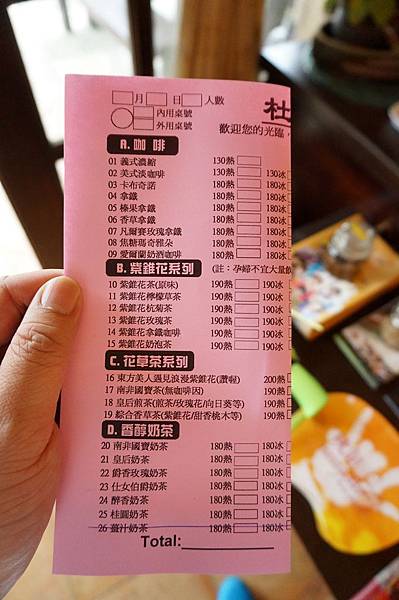 月 日 人數
內用桌號
外用桌號
杜
歡迎您的光臨，
A.咖 啡
01 義式濃縮 130熱
02 美式淡咖啡 130熱 130冰
03 卡布奇諾 180熱 180冰
04 拿鐵 180熱 180冰
05 榛果拿鐵 180熱 180冰
06 香草拿鐵 180熱 180冰
07 凡爾賽玫瑰拿鐵 180熱 180冰
08 焦糖瑪奇雅朵 180熱 180冰
09 愛爾蘭奶酒咖啡 180熱 180冰
B.紫錐花系列 (註：孕婦不宜大量飲
10 紫錐花茶(原味) 190熱 190冰
11 紫錐花檸檬草茶 190熱 190冰
12 紫錐花杭菊茶 190熱 190冰
13 紫錐花玫瑰茶 190熱 190冰
14 紫錐花拿鐵咖啡 190熱 190冰
15 紫錐花奶泡茶 190熱 190冰
C.花草茶系列
16 東方美人遇見浪漫紫錐花(讚喔) 200熱
17 南非國寶茶(無咖啡因) 190熱
18 皇后煎茶(煎茶/玫瑰花/向日葵等) 190熱
19 綜合香草茶(紫錐花/甜香桃木等) 190熱
D.香醇奶茶
20 南非國寶奶茶 180熱 180冰
21 皇后奶茶 180熱 180冰
22 爵香玫瑰奶茶 180熱 180冰
23 仕女伯爵奶茶 180熱 180冰
24 醉香奶茶 180熱 180冰
25 桂圓奶茶 180熱 180冰
26 薑汁奶茶 180熱 180冰
Total: